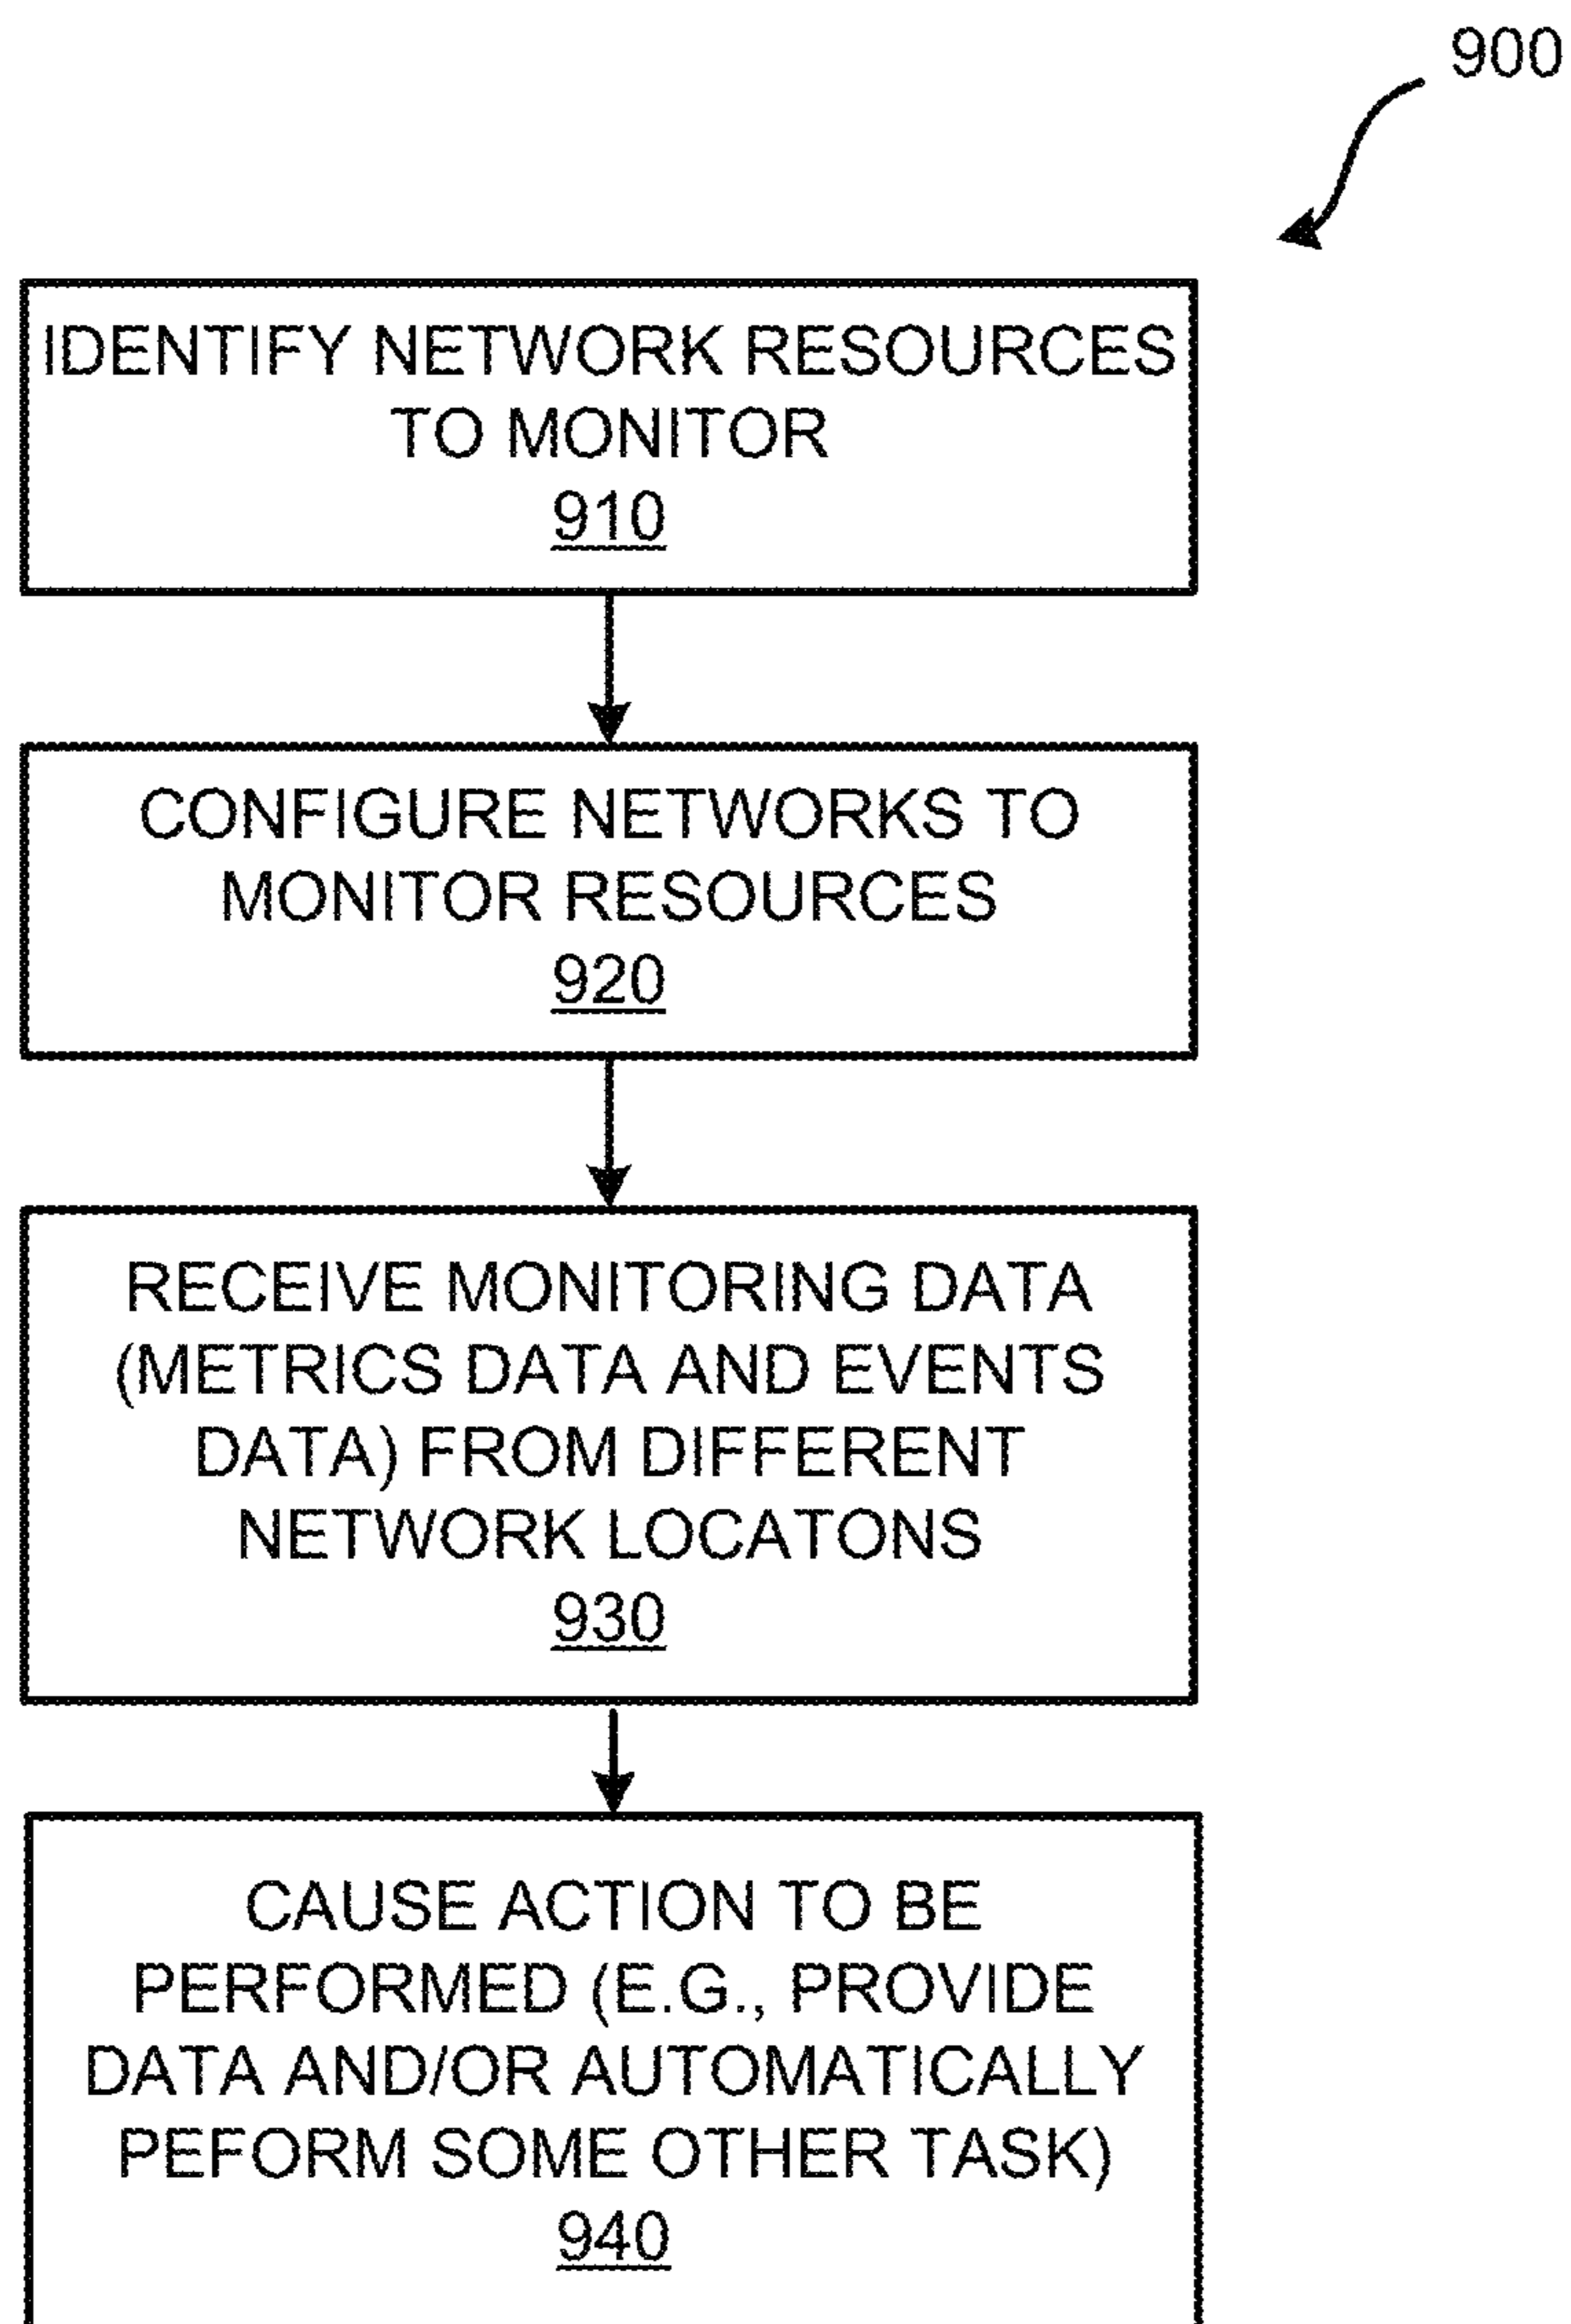 900
IDENTIFY NETWORK RESOURCES
TO MONITOR
910
CONFIGURE NETWORKS TO
MONITOR RESOURCES
920
RECEIVE MONITORING DATA
(METRICS DATA AND EVENTS
DATA) FROM DIFFERENT
NETWORK LOCATONS
930
CAUSE ACTION TO BE
PERFORMED (E.G., PROVIDE
DATA AND/OR AUTOMATICALLY
PEFORM SOME OTHER TASK)
940